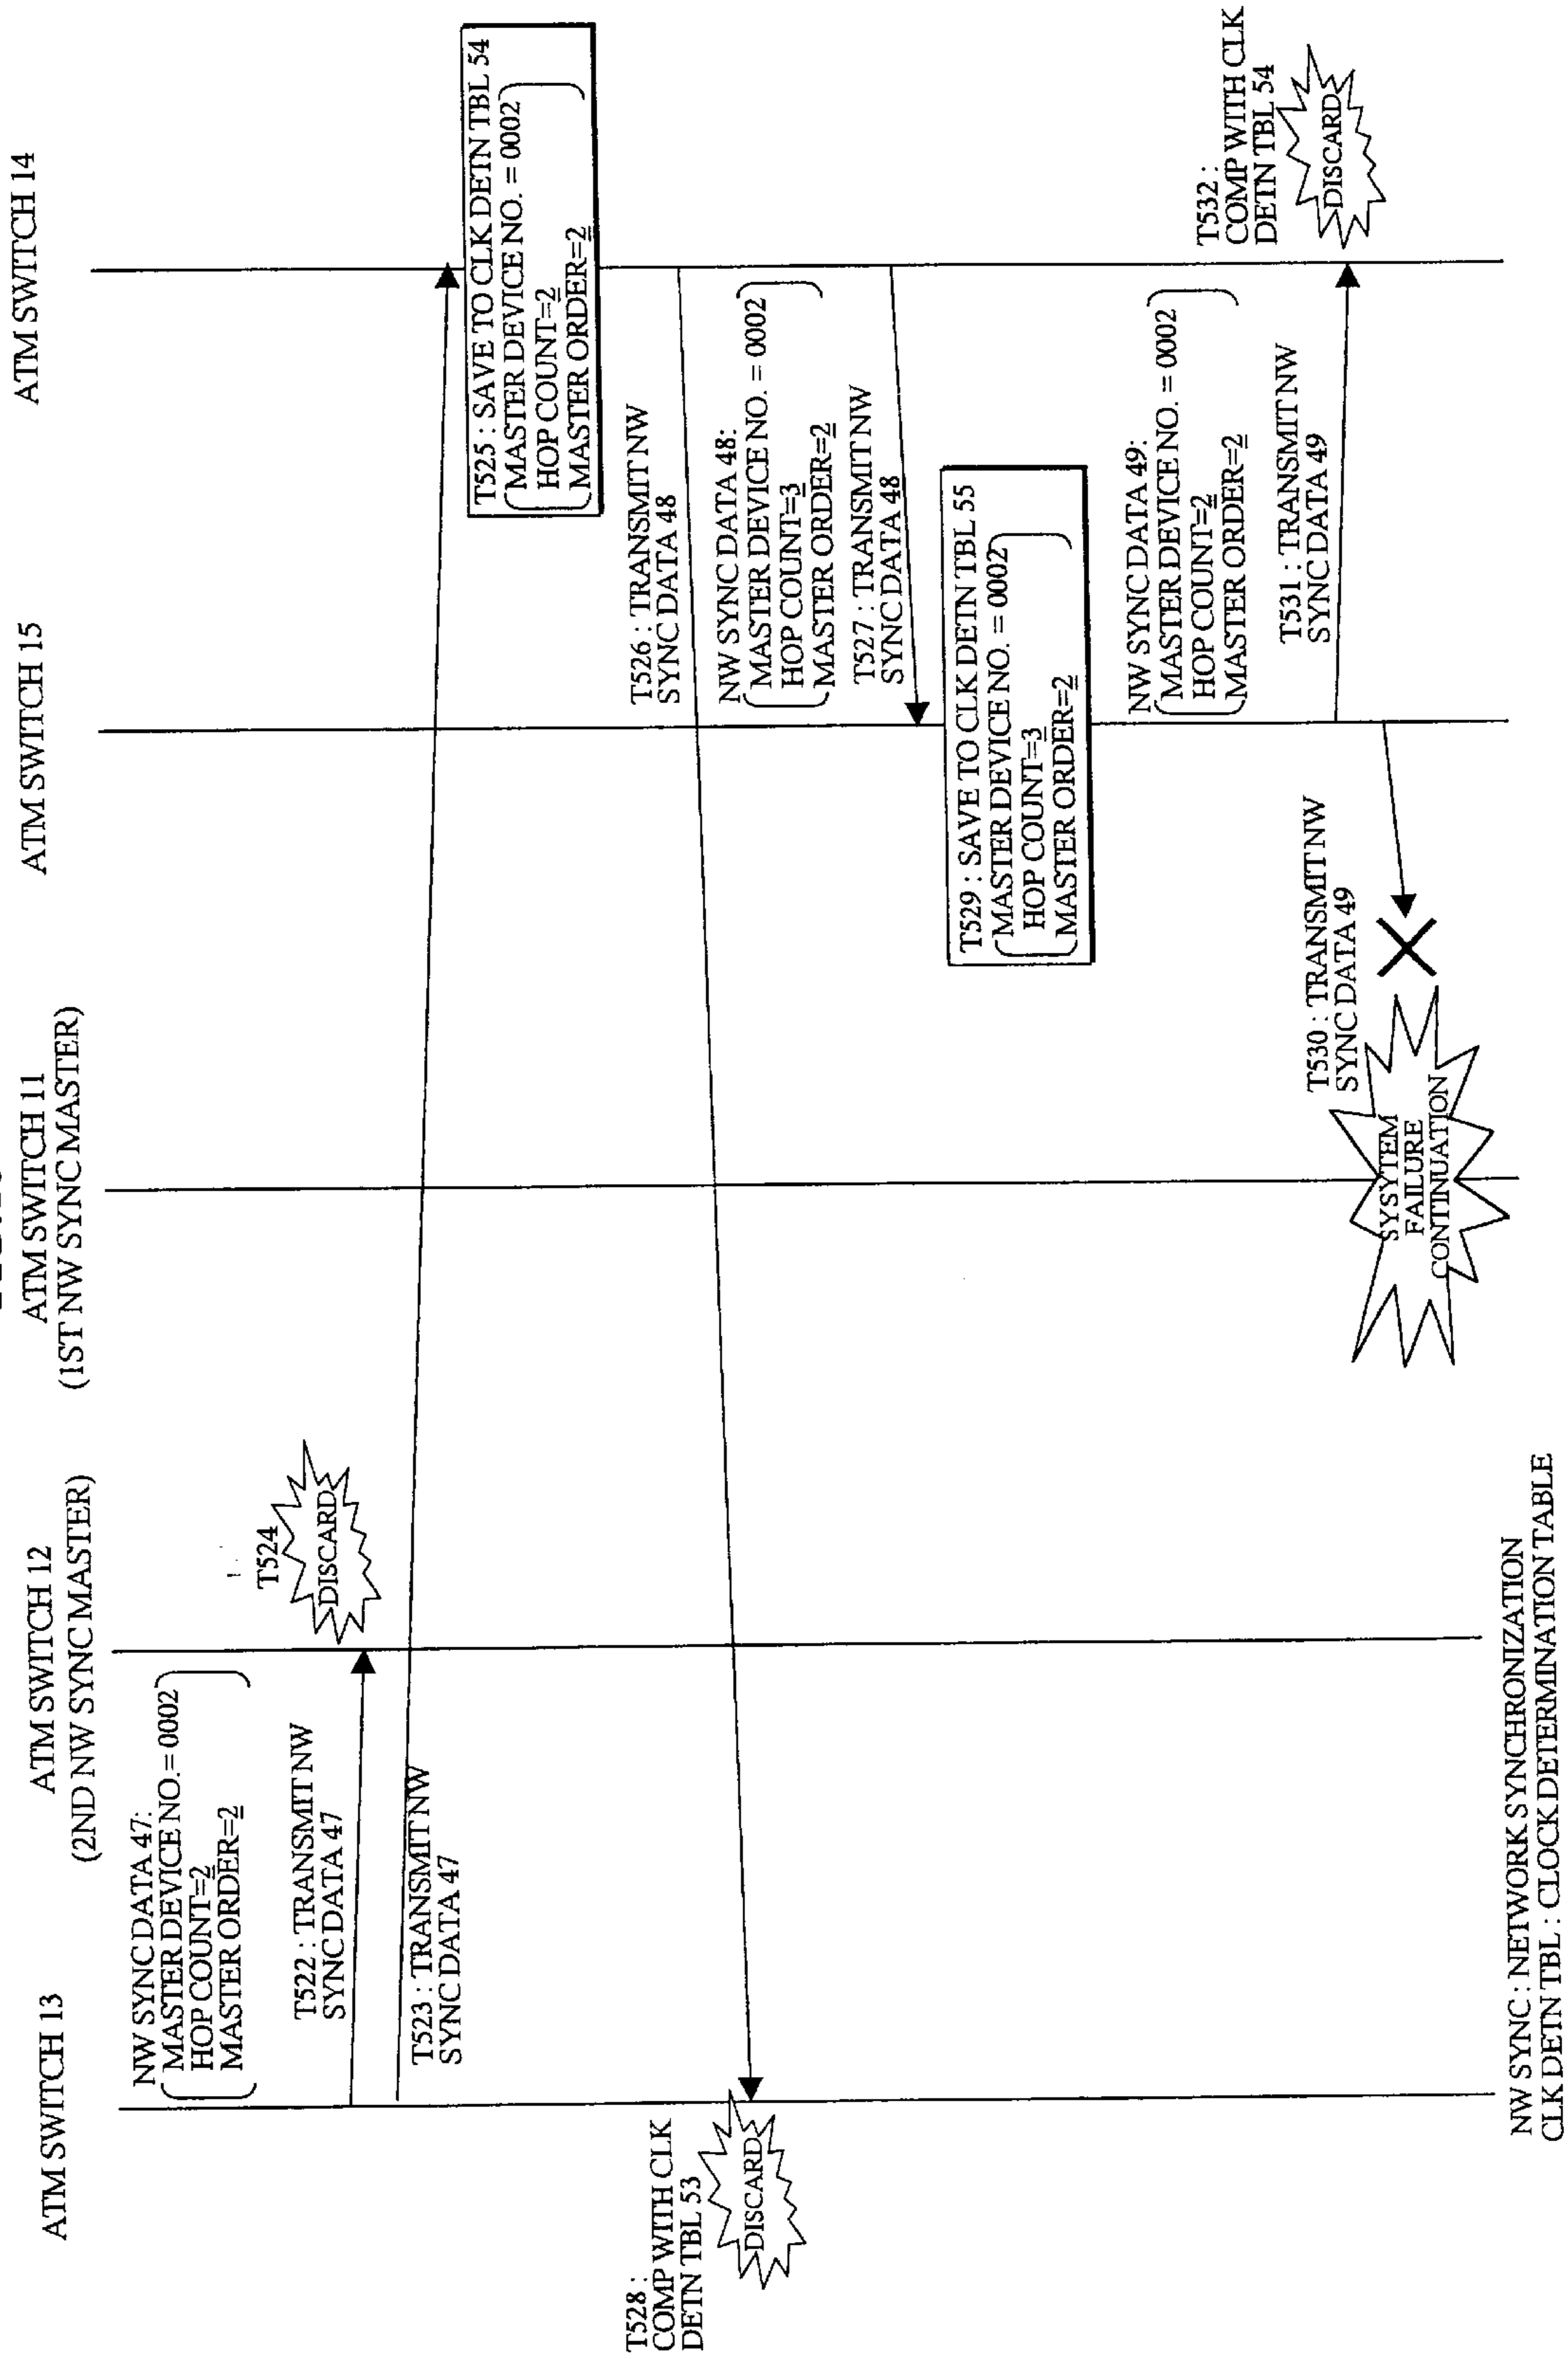 ATM SWITCH 13
ATM SWITCH 12
(2ND NW SYNC MASTER)
ATM SWITCH 11
(1ST NW SYNC MASTER)
ATM SWITCH 15
ATM SWITCH 14
NW SYNC DATA 47:
MASTER DEVICE NO. = 0002
HOP COUNT=2
MASTER ORDER=2
T522 : TRANSMIT NW
SYNC DATA 47
T524
DISCARD
T523 : TRANSMIT NW
SYNC DATA 47
T525 : SAVE TO CLK DETN TBL 54
MASTER DEVICE NO. = 0002
HOP COUNT=2
MASTER ORDER=2
T526 : TRANSMIT NW
SYNC DATA 48
NW SYNC DATA 48:
MASTER DEVICE NO. = 0002
HOP COUNT=3
MASTER ORDER=2
T528 :
COMP WITH CLK
DETN TBL 53
DISCARD
T527 : TRANSMIT NW
SYNC DATA 48
T529 : SAVE TO CLK DETN TBL 55
MASTER DEVICE NO. = 0002
HOP COUNT=3
MASTER ORDER=2
NW SYNC DATA 49:
MASTER DEVICE NO. = 0002
HOP COUNT=2
MASTER ORDER=2
T531 : TRANSMIT NW
SYNC DATA 49
T532 :
COMP WITH CLK
DETN TBL 54
DISCARD
T530 : TRANSMIT NW
SYNC DATA 49
SYSYTEM
FAILURE
CONTINUATION
NW SYNC : NETWORK SYNCHRONIZATION
CLK DETN TBL : CLOCK DETERMINATION TABLE